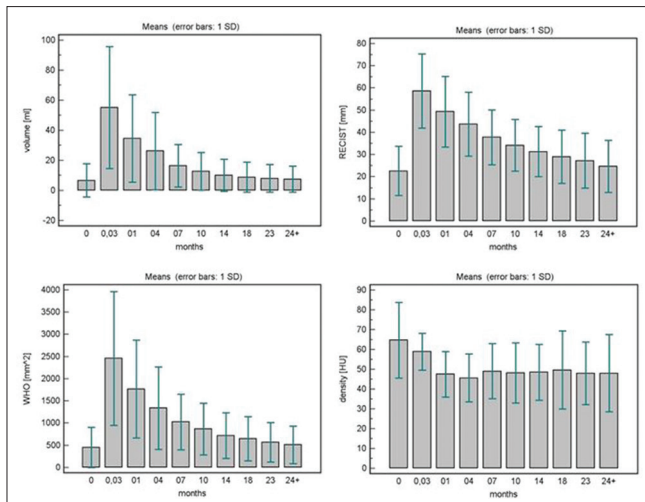 Means (error bars: 1 SD)
volume [ml]
100
80
60
40
20
0
-20
0 0,03 01 04 07 10 14 18 23 24+
months
Means (error bars: 1 SD)
RECIST [mm]
80
70
60
50
40
30
20
10
0
0 0,03 01 04 07 10 14 18 23 24+
months
Means (error bars: 1 SD)
WHO [mm^2]
4000
3500
3000
2500
2000
1500
1000
500
0
0 0,03 01 04 07 10 14 18 23 24+
months
Means (error bars: 1 SD)
density [HU]
90
80
70
60
50
40
30
20
10
0
0 0,03 01 04 07 10 14 18 23 24+
months